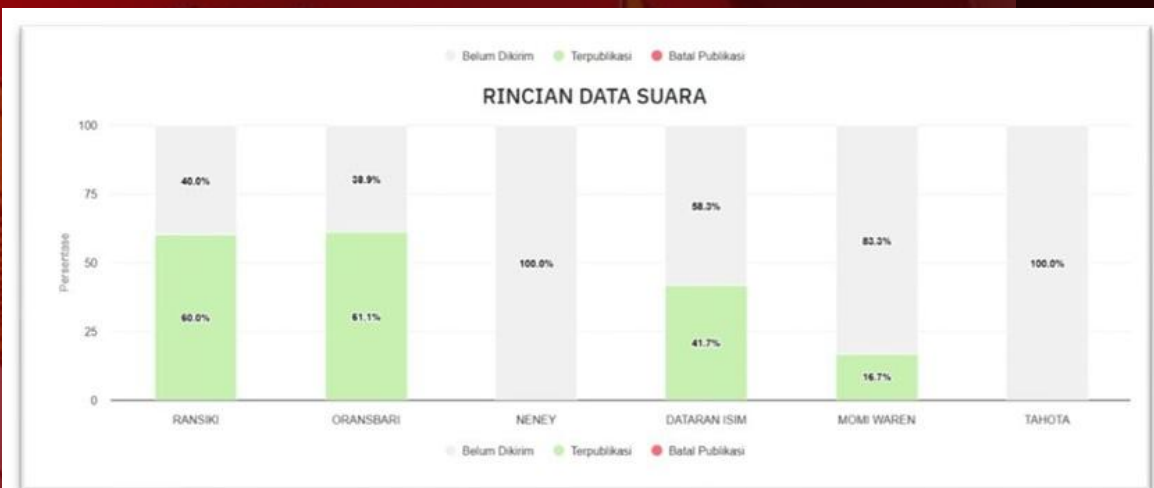 Belum Dikirim Terpublikasi Batal Publikasi
RINCIAN DATA SUARA
Persentase
100
75
50
25
0
40.0% 38.9% 100.0% 58.3% 83.3% 100.0%
60.0% 61.1% 41.7% 16.7%
RANSIKI ORANSBARI NENEY DATARAN ISIM MOMI WAREN TAHOTA
Belum Dikirim Terpublikasi Batal Publikasi